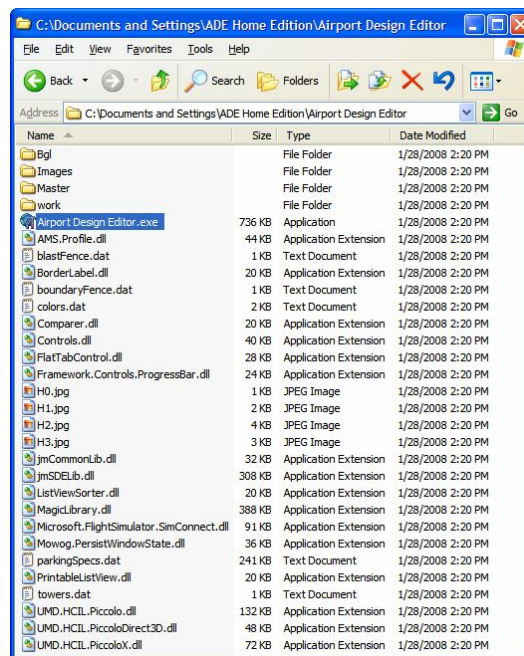 C:\Documents and Settings\ADE Home Edition\Airport Design Editor
File Edit View Favorites Tools Help
Back Search Folders
Address C:\Documents and Settings\ADE Home Edition\Airport Design Editor Go
Name Size Type Date Modified
Bgl File Folder 1/28/2008 2:20 PM
Images File Folder 1/28/2008 2:20 PM
Master File Folder 1/28/2008 2:20 PM
work File Folder 1/28/2008 2:20 PM
Airport Design Editor.exe 736 KB Application 1/28/2008 2:20 PM
AMS.Profile.dll 44 KB Application Extension 1/28/2008 2:20 PM
blastFence.dat 1 KB Text Document 1/28/2008 2:20 PM
BorderLabel.dll 20 KB Application Extension 1/28/2008 2:20 PM
boundaryFence.dat 1 KB Text Document 1/28/2008 2:20 PM
colors.dat 2 KB Text Document 1/28/2008 2:20 PM
Comparer.dll 20 KB Application Extension 1/28/2008 2:20 PM
Controls.dll 40 KB Application Extension 1/28/2008 2:20 PM
FlatTabControl.dll 28 KB Application Extension 1/28/2008 2:20 PM
Framework.Controls.ProgressBar.dll 24 KB Application Extension 1/28/2008 2:20 PM
H0.jpg 1 KB JPEG Image 1/28/2008 2:20 PM
H1.jpg 2 KB JPEG Image 1/28/2008 2:20 PM
H2.jpg 4 KB JPEG Image 1/28/2008 2:20 PM
H3.jpg 3 KB JPEG Image 1/28/2008 2:20 PM
jmCommonLib.dll 32 KB Application Extension 1/28/2008 2:20 PM
jmSDELib.dll 308 KB Application Extension 1/28/2008 2:20 PM
ListViewSorter.dll 20 KB Application Extension 1/28/2008 2:20 PM
MagicLibrary.dll 388 KB Application Extension 1/28/2008 2:20 PM
Microsoft.FlightSimulator.SimConnect.dll 91 KB Application Extension 1/28/2008 2:20 PM
Mowog.PersistWindowState.dll 36 KB Application Extension 1/28/2008 2:20 PM
parkingSpecs.dat 241 KB Text Document 1/28/2008 2:20 PM
PrintableListView.dll 20 KB Application Extension 1/28/2008 2:20 PM
towers.dat 1 KB Text Document 1/28/2008 2:20 PM
UMD.HCIL.Piccolo.dll 132 KB Application Extension 1/28/2008 2:20 PM
UMD.HCIL.PiccoloDirect3D.dll 48 KB Application Extension 1/28/2008 2:20 PM
UMD.HCIL.PiccoloX.dll 72 KB Application Extension 1/28/2008 2:20 PM